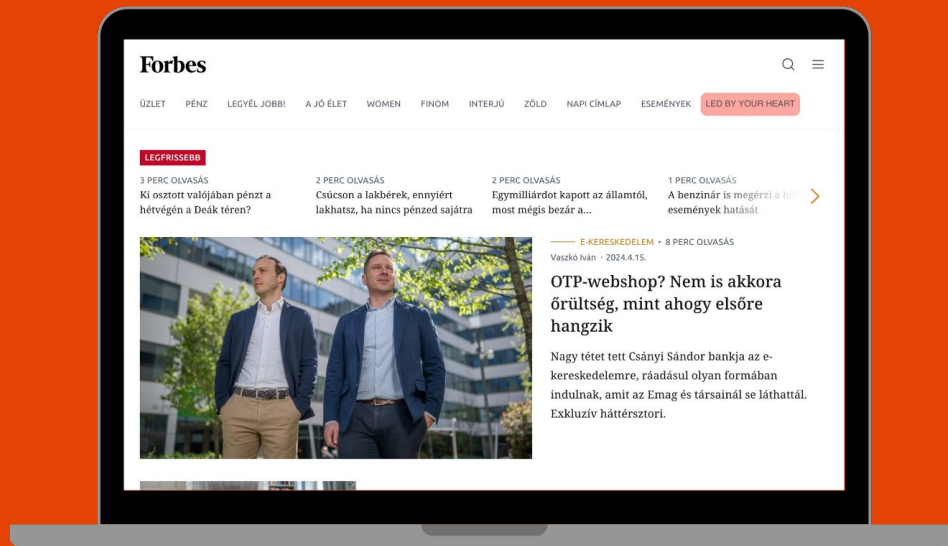 Forbes
ÜZLET PÉNZ LEGYÉL JOBB! A JÓ ÉLET WOMEN FINOM INTERJÚ ZÖLD NAPI CÍMLAP ESEMÉNYEK LED BY YOUR HEART
LEGFRISSEBB
3 PERC OLVASÁS
Ki osztott valójában pénzt a
hétvégén a Deák téren?
2 PERC OLVASÁS
Csúcson a lakbérek, ennyiért
lakhatsz, ha nincs pénzed sajátra
2 PERC OLVASÁS
Egymilliárdot kapott az államtól,
most mégis bezár a...
1 PERC OLVASÁS
A benzinár is megérzi a
események hatását
E-KERESKEDELEM • 8 PERC OLVASÁS
Vaszkó Iván · 2024.4.15.
OTP-webshop? Nem is akkora
őrültség, mint ahogy elsőre
hangzik
Nagy tétet tett Csányi Sándor bankja az e-
kereskedelemre, ráadásul olyan formában
indulnak, amit az Emag és társainál se láthattál.
Exkluzív háttérsztori.